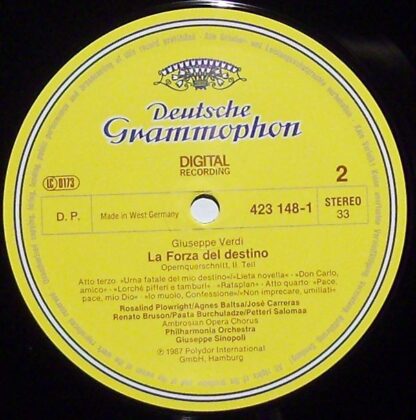 Deutsche
Grammophon
DIGITAL
RECORDING
LC 0173
2
D. P.
Made in West Germany
423 148-1
STEREO
33
Giuseppe Verdi
La Forza del destino
Opernquerschnitt, II. Teil
Atto terzo: »Urna fatale del mio destino«/»Lieta novella« · »Don Carlo,
amico« · »Lorché pifferi e tamburi« · »Rataplan« · Atto quarto: »Pace,
pace, mio Dio« · »Io muoio, Confessione«/»Non imprecare, umiliati«
Rosalind Plowright/Agnes Baltsa/José Carreras
Renato Bruson/Paata Burchuladze/Petteri Salomaa
Ambrosian Opera Chorus
Philharmonia Orchestra
Giuseppe Sinopoli
℗ 1987 Polydor International
GmbH, Hamburg